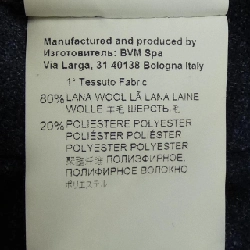 Manufactured and produced by
Изготовитель: BVM Spa
Via Larga, 31 40138 Bologna Italy
1° Tessuto Fabric
80% LANA WOOL LÃ LANA LAINE
WOLLE 羊毛 ШЕРСТЬ 毛
20% POLIESTERE POLYESTER
POLIÉSTER POLIÉSTER
POLYESTER POLYESTER
聚酯纤维 ПОЛИЭФИРНОЕ,
ПОЛИФИРНОЕ ВОЛОКНО
ポリエステル